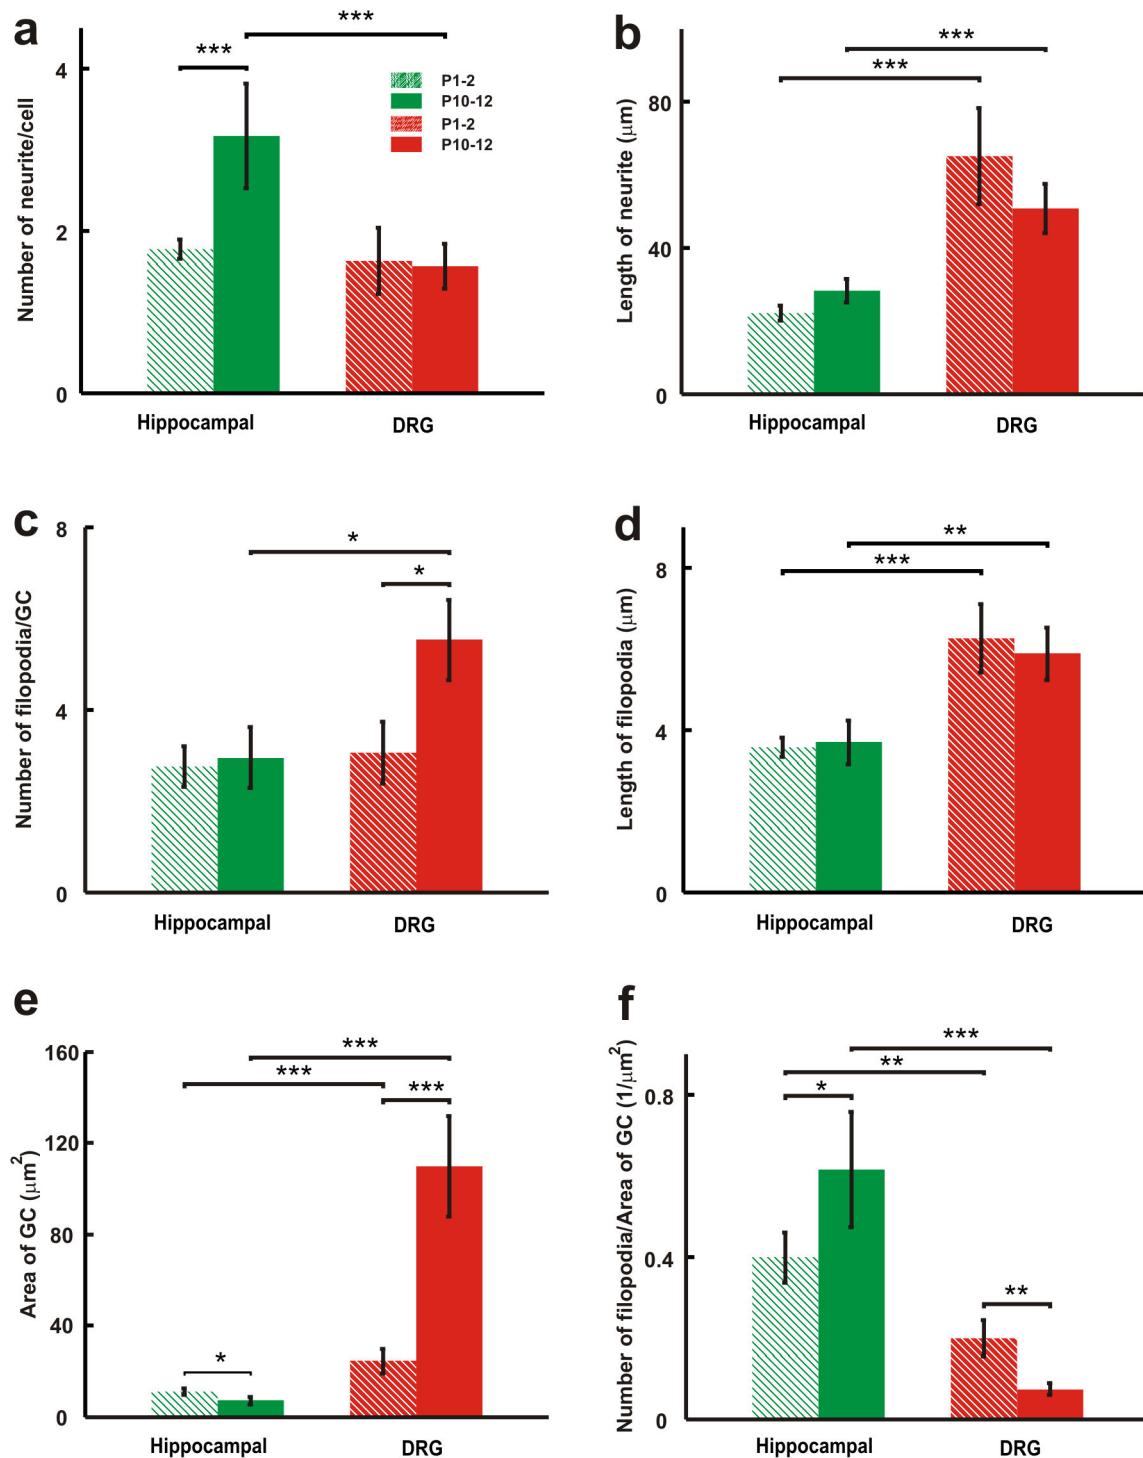 a
***
***
4
2
0
Number of neurite/cell
P1-2
P10-12
P1-2
P10-12
Hippocampal
DRG
b
***
***
80
40
0
Length of neurite (μm)
Hippocampal
DRG
c
8
4
0
Number of filopodia/GC
*
*
Hippocampal
DRG
d
**
***
8
4
0
Length of filopodia (μm)
Hippocampal
DRG
e
160
120
80
40
0
Area of GC (μm²)
***
***
***
*
Hippocampal
DRG
f
***
**
*
**
0.8
0.4
0
Number of filopodia/Area of GC (1/μm²)
Hippocampal
DRG